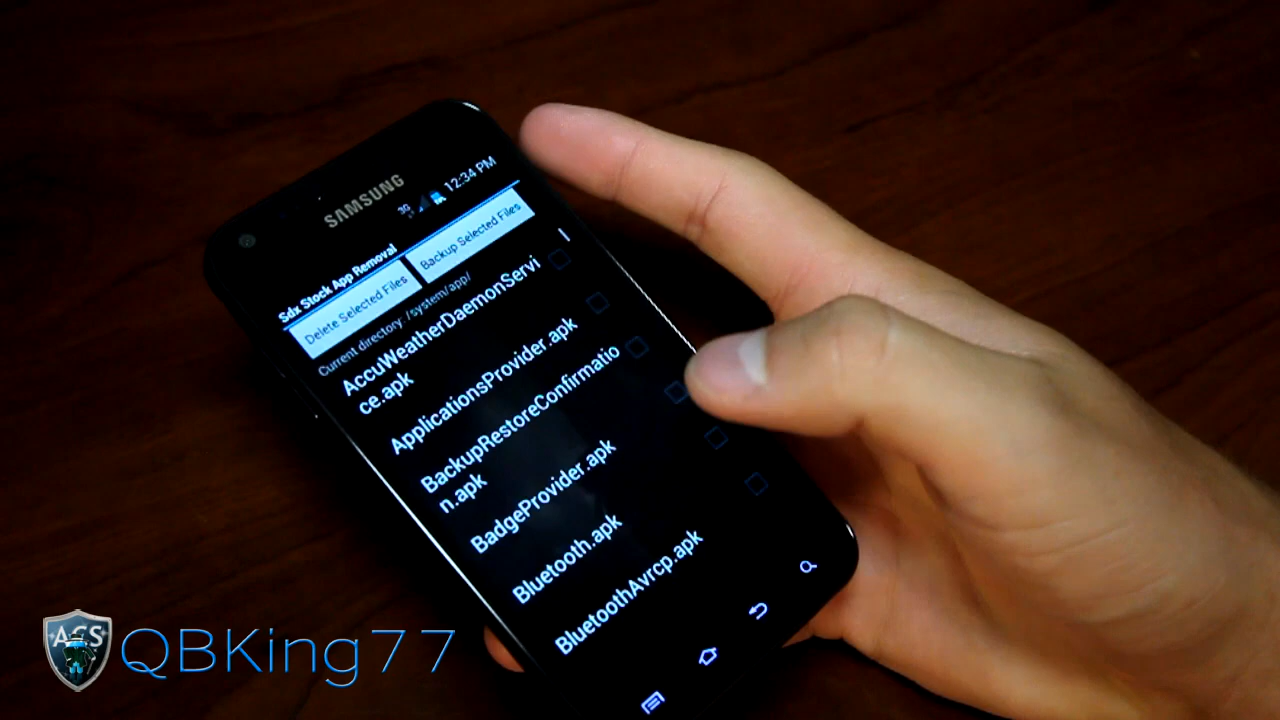 SAMSUNG
3G 12:34 PM
Sdx Stock App Removal
Delete Selected Files
Backup Selected Files
Current directory: /system/app/
AccuWeatherDaemonServi
ce.apk
ApplicationsProvider.apk
BackupRestoreConfirmatio
n.apk
BadgeProvider.apk
Bluetooth.apk
BluetoothAvrcp.apk
ACS
QBKing77